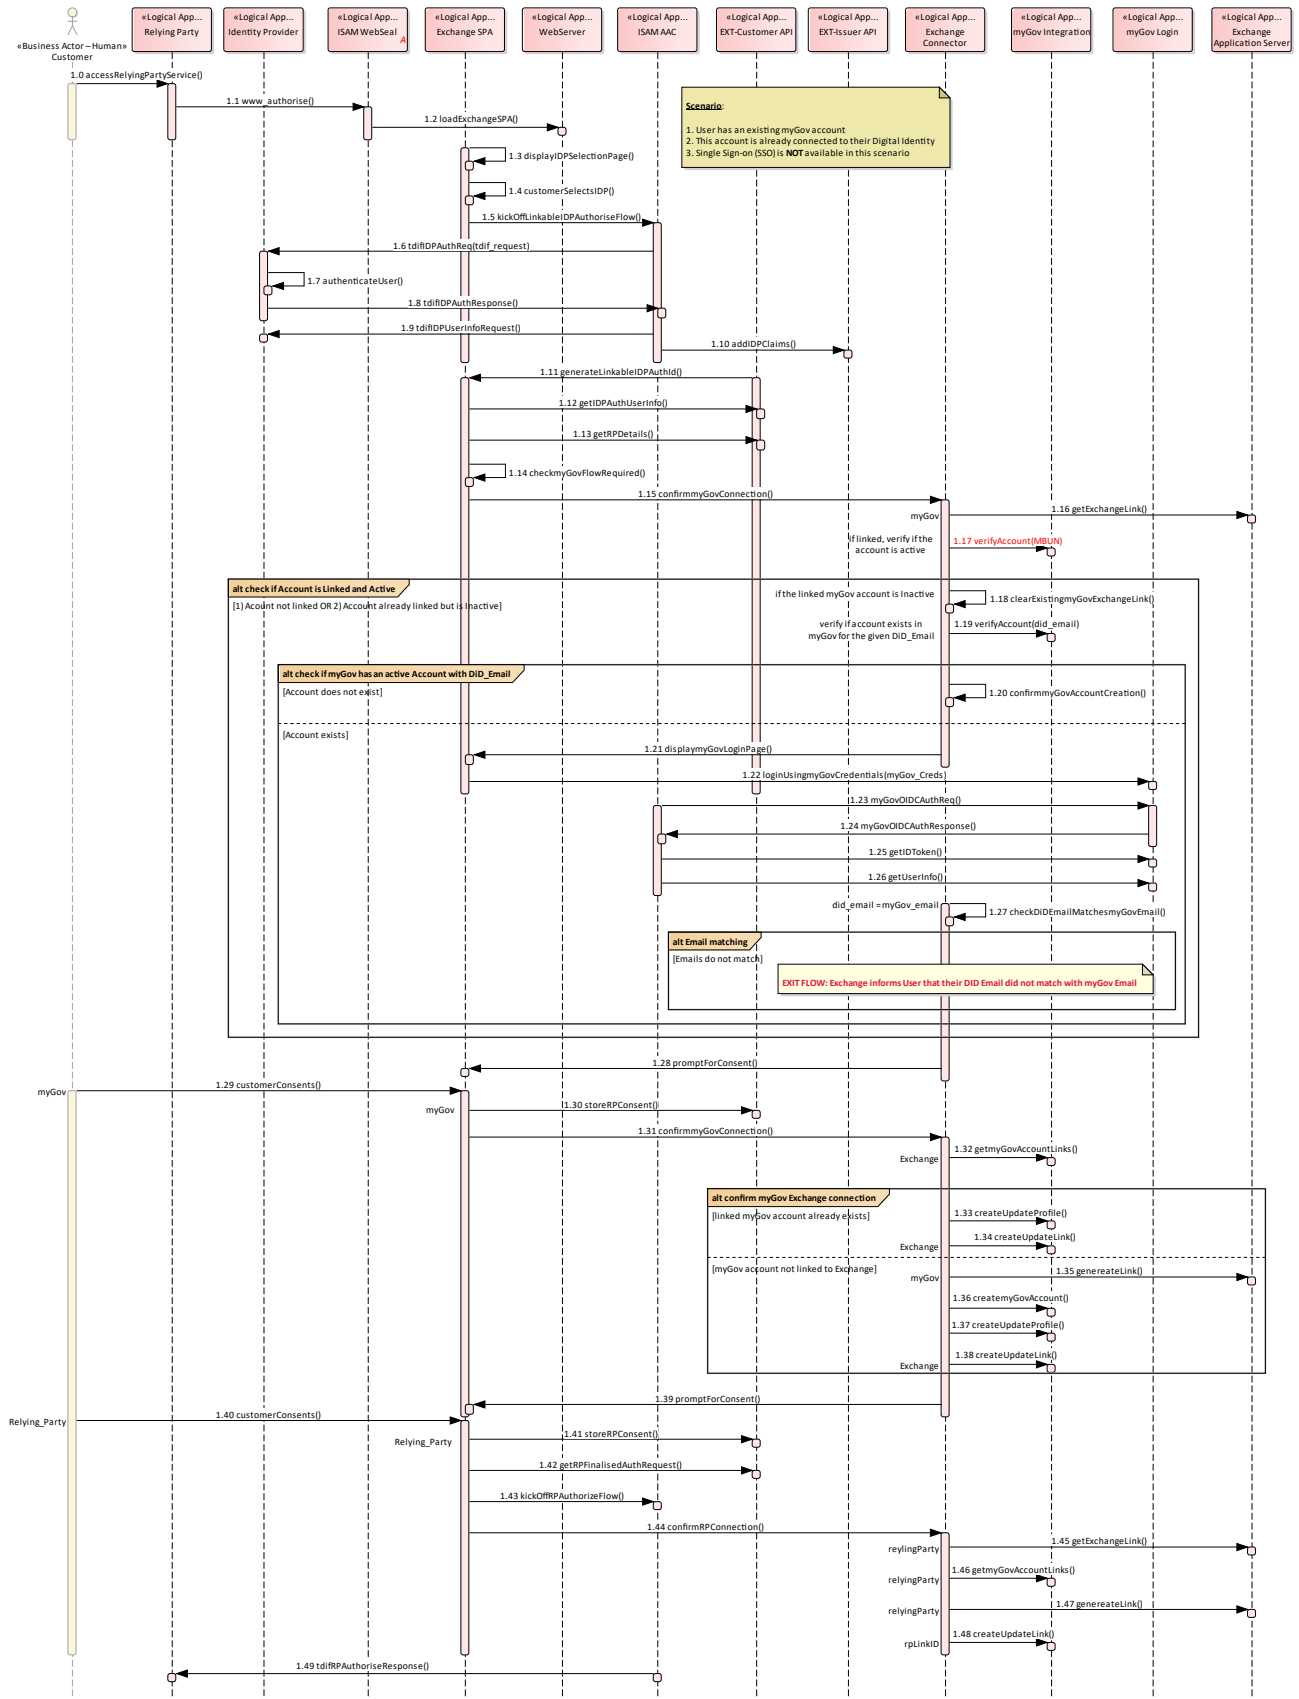 «Business Actor – Human»
Customer
«Logical App...
Relying Party
«Logical App...
Identity Provider
«Logical App...
ISAM WebSeal
A
«Logical App...
Exchange SPA
«Logical App...
WebServer
«Logical App...
ISAM AAC
«Logical App...
EXT-Customer API
«Logical App...
EXT-Issuer API
«Logical App...
Exchange
Connector
«Logical App...
myGov Integration
«Logical App...
myGov Login
«Logical App...
Exchange
Application Server
1.0 accessRelyingPartyService()
1.1 www_authorise()
1.2 loadExchangeSPA()
Scenario:
1. User has an existing myGov account
2. This account is already connected to their Digital Identity
3. Single Sign-on (SSO) is NOT available in this scenario
1.3 displayIDPSelectionPage()
1.4 customerSelectsIDP()
1.5 kickOffLinkableIDPAuthoriseFlow()
1.6 tdifIDPAuthReq(tdif_request)
1.7 authenticateUser()
1.8 tdifIDPAuthResponse()
1.9 tdifIDPUserInfoRequest()
1.10 addIDPClaims()
1.11 generateLinkableIDPAuthId()
1.12 getIDPAuthUserInfo()
1.13 getRPDetails()
1.14 checkmyGovFlowRequired()
1.15 confirmmyGovConnection()
myGov
1.16 getExchangeLink()
if linked, verify if the
account is active
1.17 verifyAccount(MBUN)
alt check if Account is Linked and Active
[1) Acount not linked OR 2) Account already linked but is Inactive]
if the linked myGov account is Inactive
1.18 clearExistingmyGovExchangeLink()
verify if account exists in
myGov for the given DiD_Email
1.19 verifyAccount(did_email)
alt check if myGov has an active Account with DiD_Email
[Account does not exist]
1.20 confirmmyGovAccountCreation()
[Account exists]
1.21 displaymyGovLoginPage()
1.22 loginUsingmyGovCredentials(myGov_Creds)
1.23 myGovOIDCAuthReq()
1.24 myGovOIDCAuthResponse()
1.25 getIDToken()
1.26 getUserInfo()
did_email = myGov_email
1.27 checkDiDEmailMatchesmyGovEmail()
alt Email matching
[Emails do not match]
EXIT FLOW: Exchange informs User that their DID Email did not match with myGov Email
1.28 promptForConsent()
myGov
1.29 customerConsents()
myGov
1.30 storeRPConsent()
1.31 confirmmyGovConnection()
Exchange
1.32 getmyGovAccountLinks()
alt confirm myGov Exchange connection
[linked myGov account already exists]
1.33 createUpdateProfile()
Exchange
1.34 createUpdateLink()
[myGov account not linked to Exchange]
myGov
1.35 genereateLink()
1.36 createmyGovAccount()
1.37 createUpdateProfile()
Exchange
1.38 createUpdateLink()
1.39 promptForConsent()
Relying_Party
1.40 customerConsents()
Relying_Party
1.41 storeRPConsent()
1.42 getRPFinalisedAuthRequest()
1.43 kickOffRPAuthorizeFlow()
1.44 confirmRPConnection()
reylingParty
1.45 getExchangeLink()
relyingParty
1.46 getmyGovAccountLinks()
relyingParty
1.47 genereateLink()
rpLinkID
1.48 createUpdateLink()
1.49 tdifRPAuthoriseResponse()